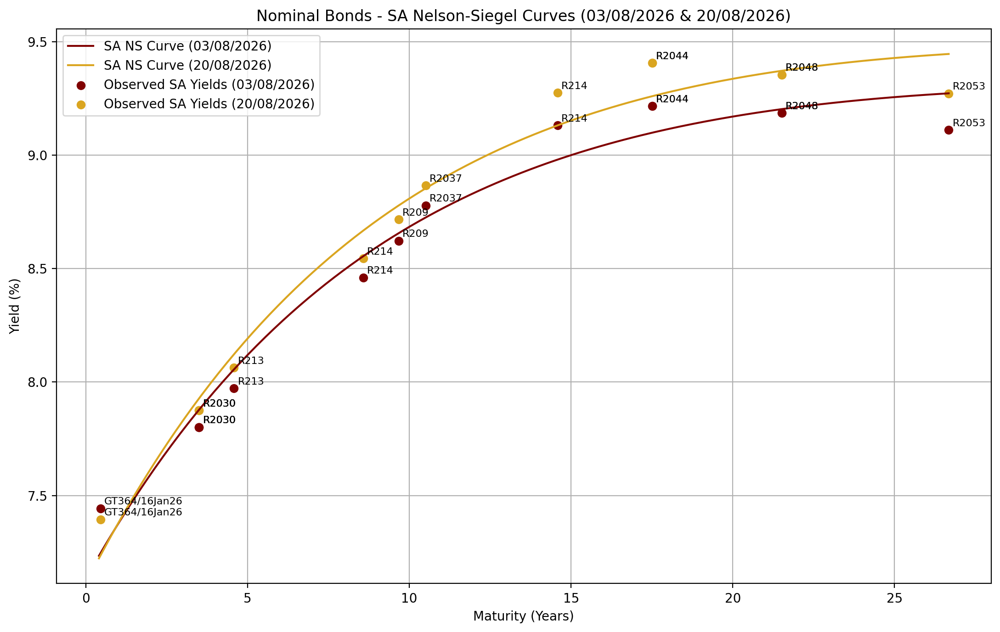 Nominal Bonds - SA Nelson-Siegel Curves (03/08/2026 & 20/08/2026)
SA NS Curve (03/08/2026)
SA NS Curve (20/08/2026)
Observed SA Yields (03/08/2026)
Observed SA Yields (20/08/2026)
9.5
9.0
8.5
8.0
7.5
Yield (%)
R2044
R2048
R2053
R214
R2044
R2048
R214
R2053
R2037
R2037
R209
R209
R214
R214
R213
R213
R2030
R2030
GT364/16Jan26
GT364/16Jan26
0
5
10
15
20
25
Maturity (Years)